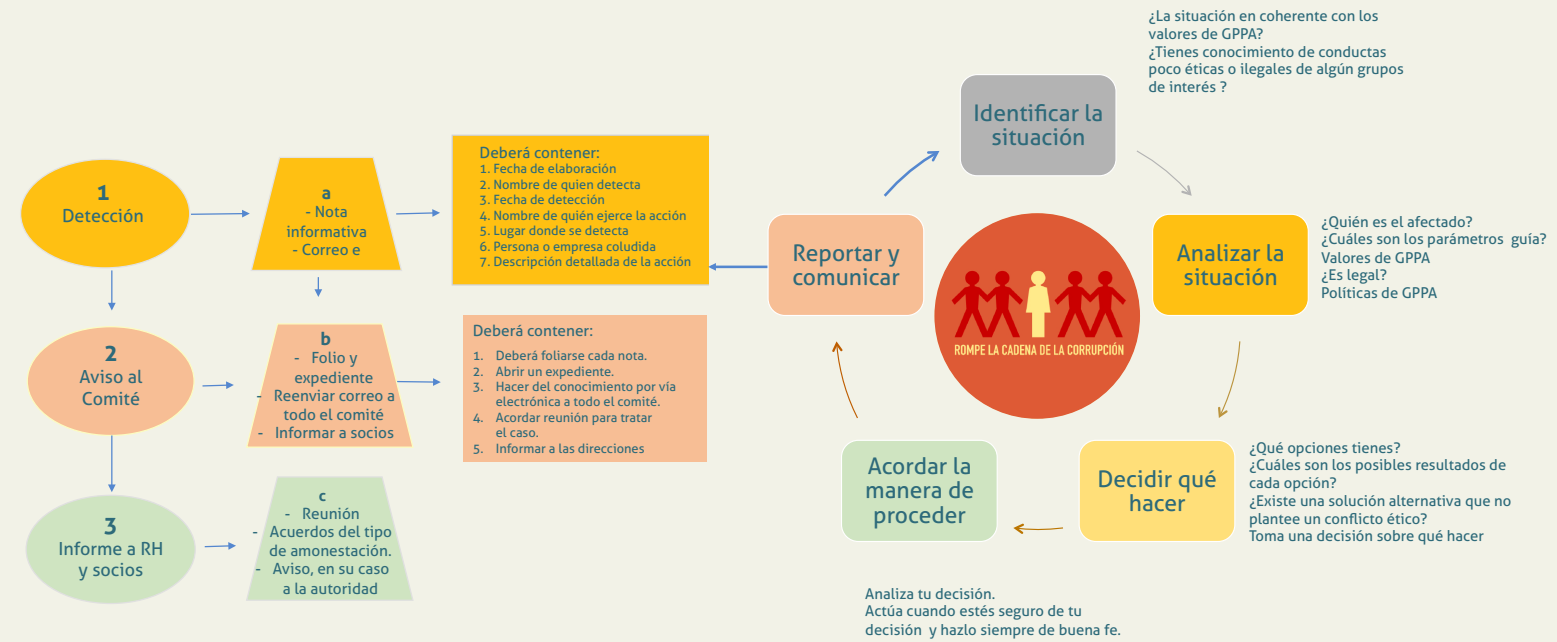 1
Detección
a
- Nota
informativa
- Correo e
Deberá contener:
1. Fecha de elaboración
2. Nombre de quien detecta
3. Fecha de detección
4. Nombre de quién ejerce la acción
5. Lugar donde se detecta
6. Persona o empresa coludida
7. Descripción detallada de la acción
2
Aviso al
Comité
b
- Folio y
expediente
- Reenviar correo a
todo el comité
- Informar a socios
Deberá contener:
1. Deberá foliarse cada nota.
2. Abrir un expediente.
3. Hacer del conocimiento por vía
electrónica a todo el comité.
4. Acordar reunión para tratar
el caso.
5. Informar a las direcciones
3
Informe a RH
y socios
c
- Reunión
- Acuerdos del tipo
de amonestación.
- Aviso, en su caso
a la autoridad
¿La situación en coherente con los
valores de GPPA?
¿Tienes conocimiento de conductas
poco éticas o ilegales de algún grupos
de interés ?
Identificar la
situación
Analizar la
situación
¿Quién es el afectado?
¿Cuáles son los parámetros guía?
Valores de GPPA
¿Es legal?
Políticas de GPPA
Decidir qué
hacer
¿Qué opciones tienes?
¿Cuáles son los posibles resultados de
cada opción?
¿Existe una solución alternativa que no
plantee un conflicto ético?
Toma una decisión sobre qué hacer
Acordar la
manera de
proceder
Analiza tu decisión.
Actúa cuando estés seguro de tu
decisión y hazlo siempre de buena fe.
Reportar y
comunicar
ROMPE LA CADENA DE LA CORRUPCIÓN